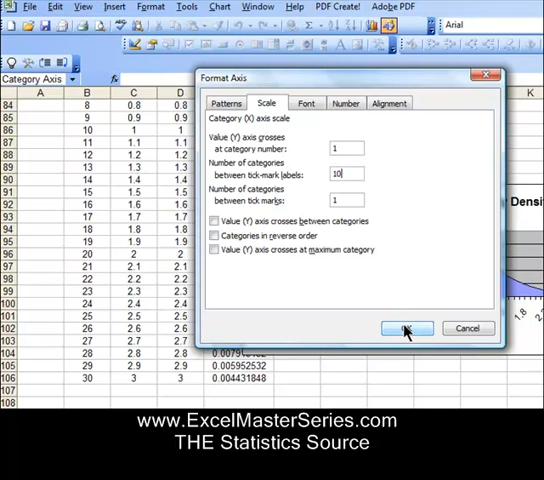 File Edit View Insert Format Tools Chart Window Help PDF Create! Adobe PDF
Arial
Category Axis fx
A B C D K
84 8 0.8 0.8
85 9 0.9 0.9
86 10 1 1
87 11 1.1 1.1
88 12 1.2 1.2
89 13 1.3 1.3
90 14 1.4 1.4
91 15 1.5 1.5
92 16 1.6 1.6
93 17 1.7 1.7
94 18 1.8 1.8
95 19 1.9 1.9
96 20 2 2
97 21 2.1 2.1
98 22 2.2 2.2
99 23 2.3 2.3
100 24 2.4 2.4
101 25 2.5 2.5
102 26 2.6 2.6
103 27 2.7 2.7
104 28 2.8 2.8
105 29 2.9 2.9 0.005952532
106 30 3 3 0.004431848
107
108
Format Axis
Patterns Scale Font Number Alignment
Category (X) axis scale
Value (Y) axis crosses
at category number: 1
Number of categories
between tick-mark labels: 10
Number of categories
between tick marks: 1
Value (Y) axis crosses between categories
Categories in reverse order
Value (Y) axis crosses at maximum category
Cancel
1.8
www.ExcelMasterSeries.com
THE Statistics Source